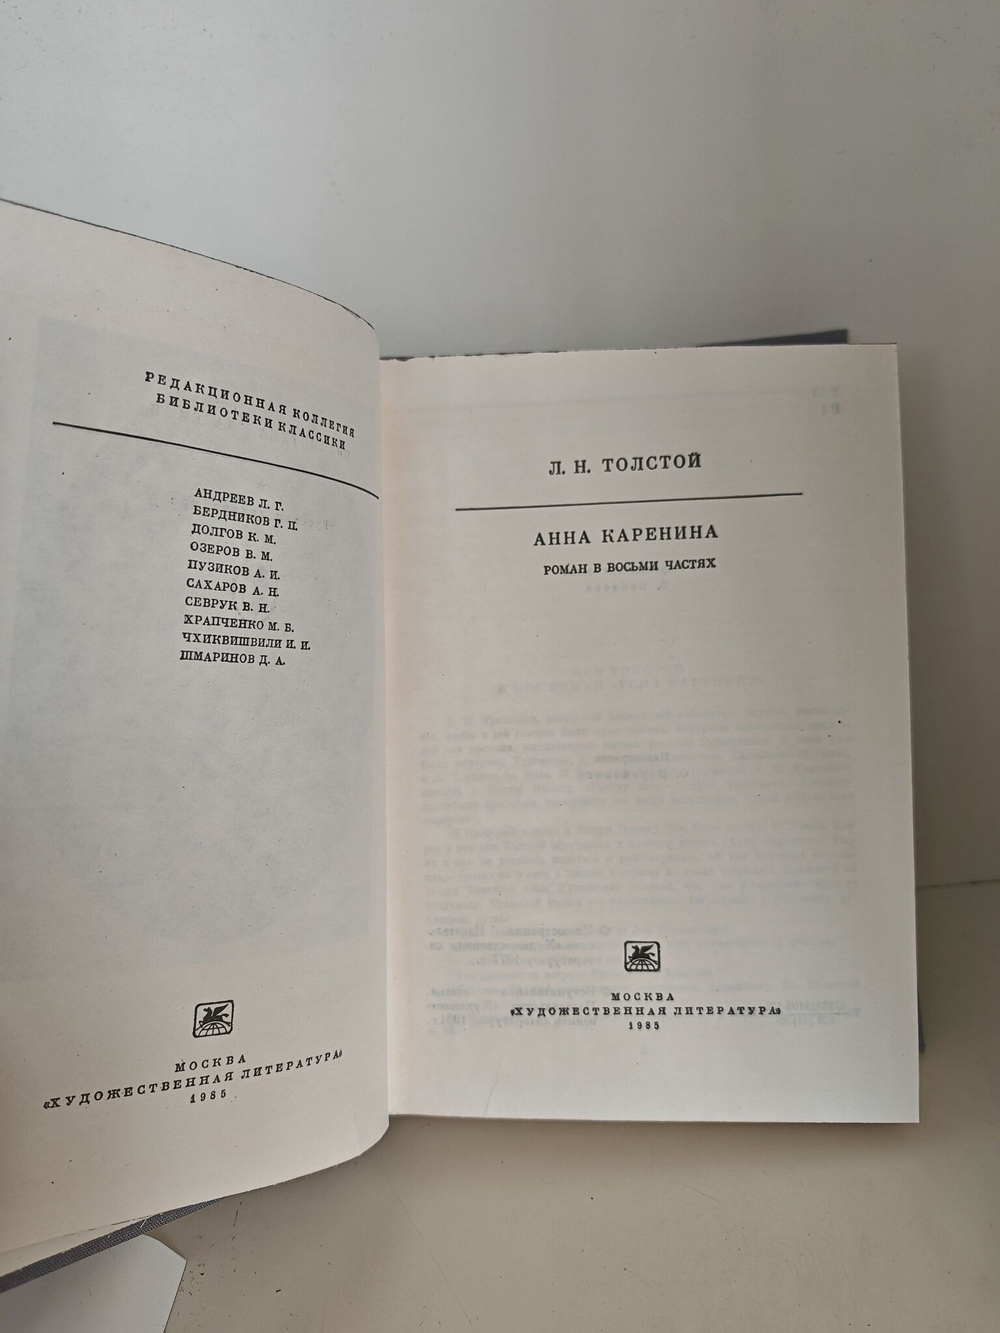 РЕДАКЦИОННАЯ КОЛЛЕГИЯ
БИБЛИОТЕКИ КЛАССИКИ
АНДРЕЕВ Л. Г.
БЕРДНИКОВ Г. П.
ДОЛГОВ К. М.
ОЗЕРОВ В. М.
ПУЗИКОВ А. И.
САХАРОВ А. Н.
СЕВРУК В. Н.
ХРАПЧЕНКО М. Б.
ЧХИКВИШВИЛИ И. И.
ШМАРИНОВ Д. А.
МОСКВА
«ХУДОЖЕСТВЕННАЯ ЛИТЕРАТУРА»
1985
Л. Н. ТОЛСТОЙ
АННА КАРЕНИНА
РОМАН В ВОСЬМИ ЧАСТЯХ
МОСКВА
«ХУДОЖЕСТВЕННАЯ ЛИТЕРАТУРА»
1985